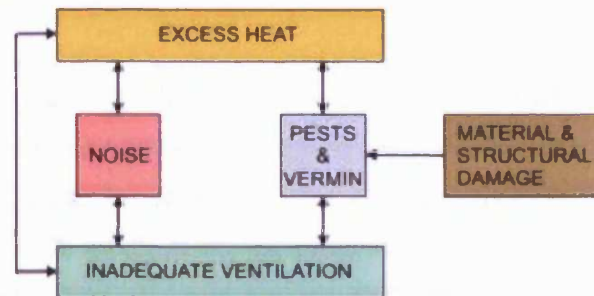 EXCESS HEAT
NOISE
PESTS
&
VERMIN
MATERIAL &
STRUCTURAL
DAMAGE
INADEQUATE VENTILATION